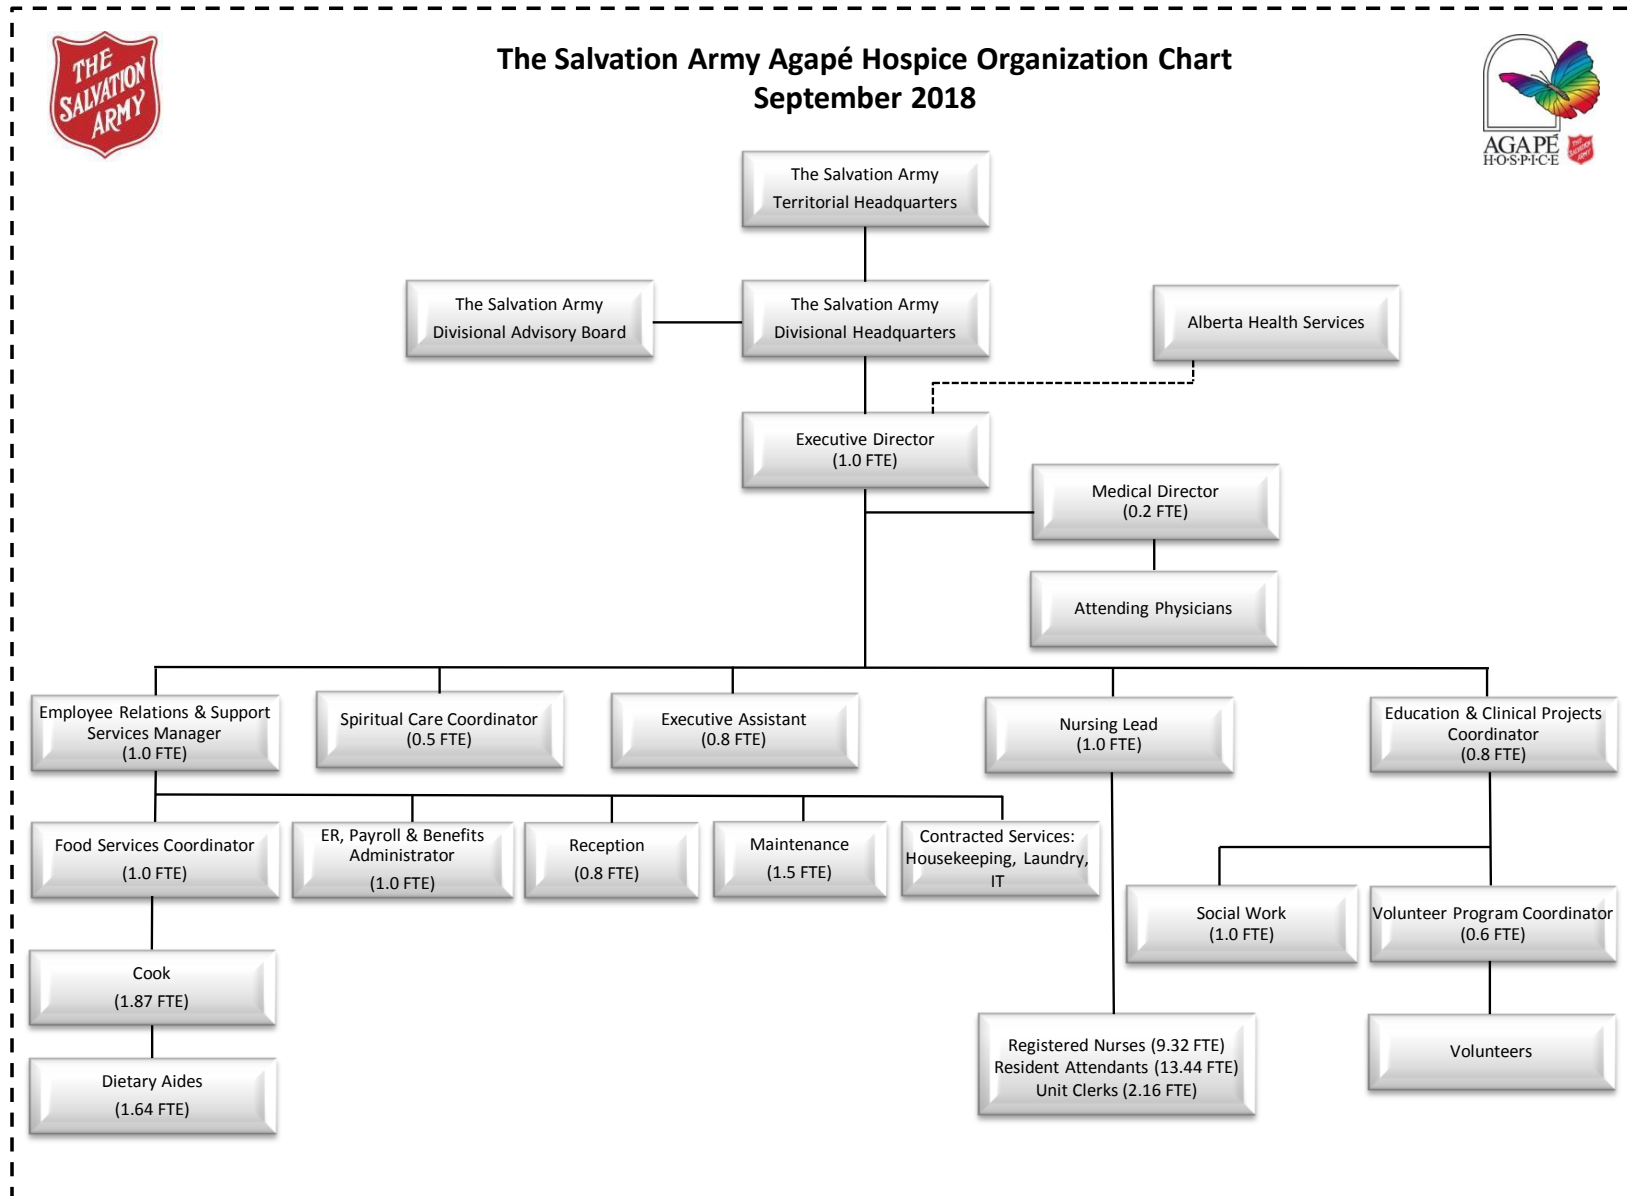 THE
SALVATION
ARMY
The Salvation Army Agapé Hospice Organization Chart
September 2018
AGAPÉ
H·O·S·P·I·C·E
THE
SALVATION
ARMY
The Salvation Army
Territorial Headquarters
The Salvation Army
Divisional Advisory Board
The Salvation Army
Divisional Headquarters
Alberta Health Services
Executive Director
(1.0 FTE)
Medical Director
(0.2 FTE)
Attending Physicians
Employee Relations & Support
Services Manager
(1.0 FTE)
Spiritual Care Coordinator
(0.5 FTE)
Executive Assistant
(0.8 FTE)
Nursing Lead
(1.0 FTE)
Education & Clinical Projects
Coordinator
(0.8 FTE)
Food Services Coordinator
(1.0 FTE)
ER, Payroll & Benefits
Administrator
(1.0 FTE)
Reception
(0.8 FTE)
Maintenance
(1.5 FTE)
Contracted Services:
Housekeeping, Laundry,
IT
Social Work
(1.0 FTE)
Volunteer Program Coordinator
(0.6 FTE)
Cook
(1.87 FTE)
Registered Nurses (9.32 FTE)
Resident Attendants (13.44 FTE)
Unit Clerks (2.16 FTE)
Volunteers
Dietary Aides
(1.64 FTE)